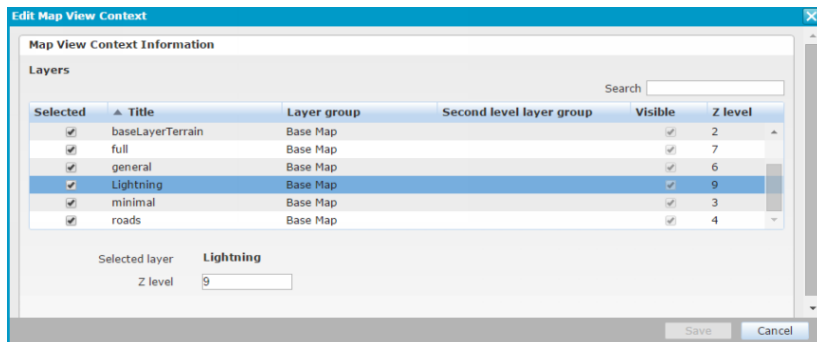 Edit Map View Context
Map View Context Information
Layers
Search
Selected Title Layer group Second level layer group Visible Z level
baseLayerTerrain Base Map 2
full Base Map 7
general Base Map 6
Lightning Base Map 9
minimal Base Map 3
roads Base Map 4
Selected layer Lightning
Z level 9
Save Cancel